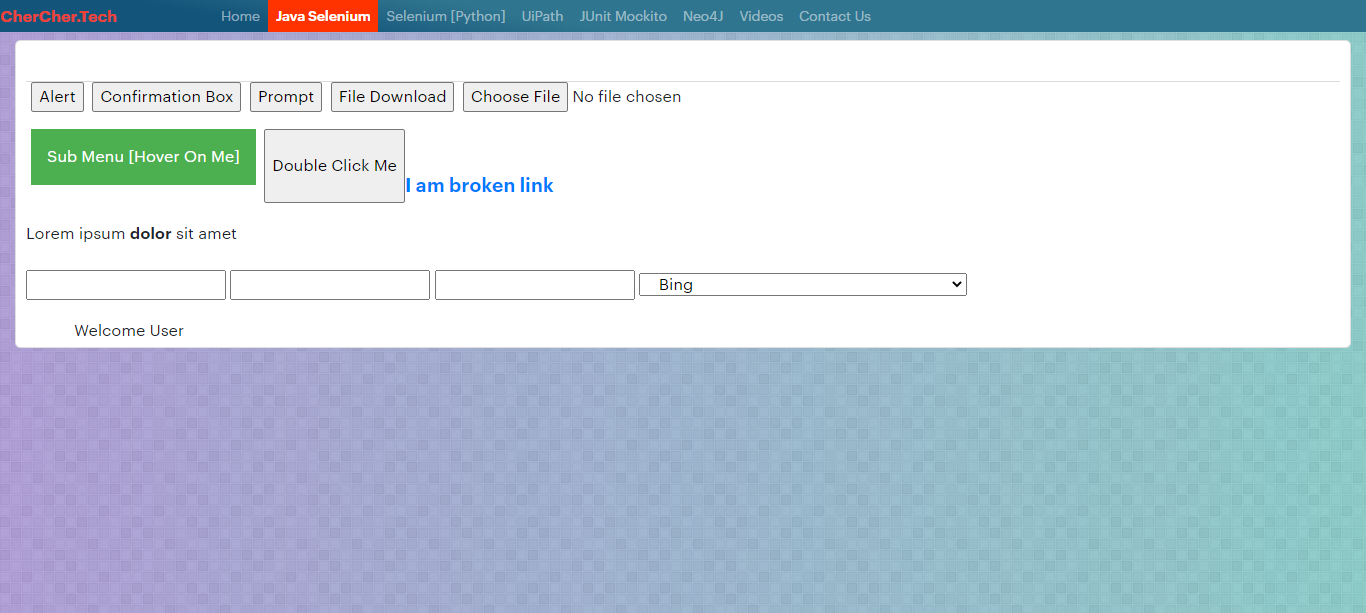 CherCher.Tech Home Java Selenium Selenium [Python] UiPath JUnit Mockito Neo4J Videos Contact Us
Alert Confirmation Box Prompt File Download Choose File No file chosen
Sub Menu [Hover On Me] Double Click Me I am broken link
Lorem ipsum dolor sit amet
Bing
Welcome User